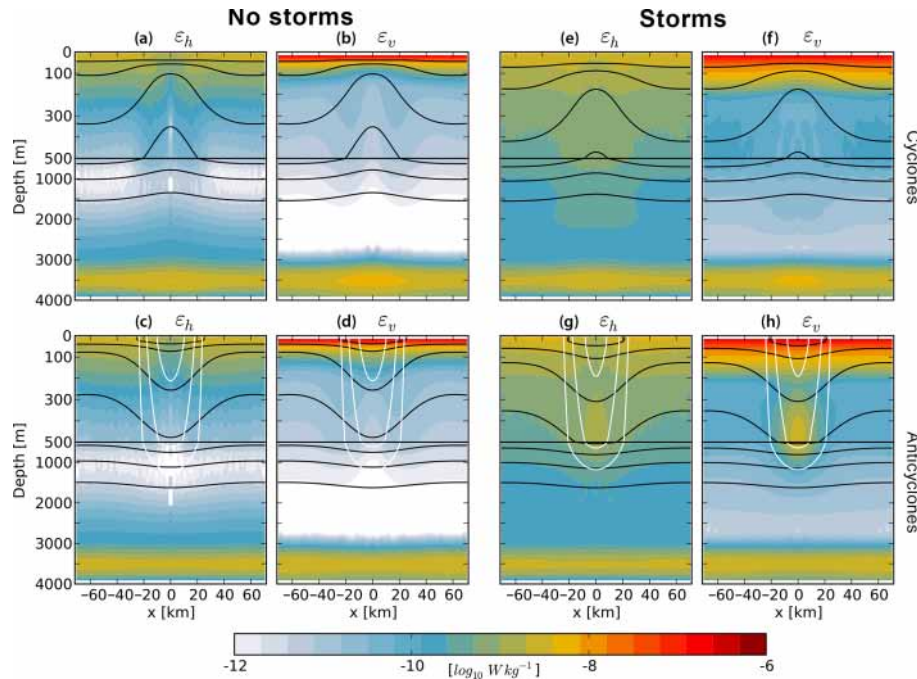 No storms Storms
(a) εh (b) εv (e) εh (f) εv
0
100
300
500
1000
2000
3000
4000
Depth [m]
Cyclones
(c) εh (d) εv (g) εh (h) εv
0
100
300
500
1000
2000
3000
4000
Depth [m]
Anticyclones
−60−40−20 0 20 40 60 −60−40−20 0 20 40 60 −60−40−20 0 20 40 60 −60−40−20 0 20 40 60
x [km] x [km] x [km] x [km]
-12 -10 -8 -6
[log10 W kg−1]